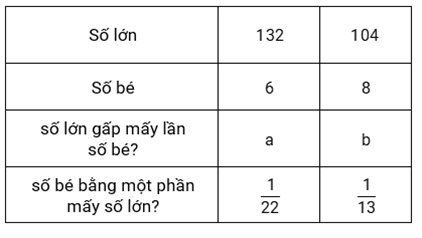 Số lớn 132 104
Số bé 6 8
số lớn gấp mấy lần
số bé? a b
số bé bằng một phần
mấy số lớn? 1/22 1/13